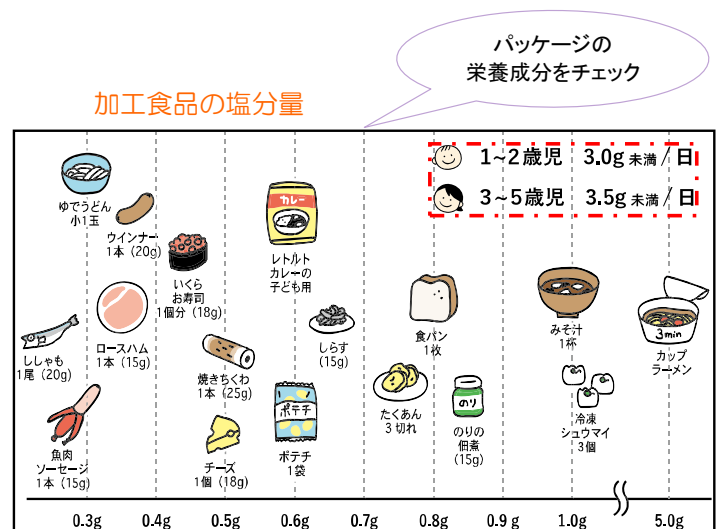 パッケージの
栄養成分をチェック
加工食品の塩分量
1~2歳児 3.0g未満/日
3~5歳児 3.5g未満/日
ゆでうどん
小1玉
ウインナー
1本(20g)
いくら
お寿司
1個分(18g)
カレー
レトルト
カレーの
子ども用
ししゃも
1尾(20g)
ロースハム
1本(15g)
焼きちくわ
1本(25g)
しらす
(15g)
食パン
1枚
みそ汁
1杯
3min
カップ
ラーメン
魚肉
ソーセージ
1本(15g)
チーズ
1個(18g)
ポテチ
ポテチ
1袋
たくあん
3切れ
のり
のりの
佃煮
(15g)
冷凍
シュウマイ
3個
0.3g 0.4g 0.5g 0.6g 0.7g 0.8g 0.9g 1.0g 5.0g